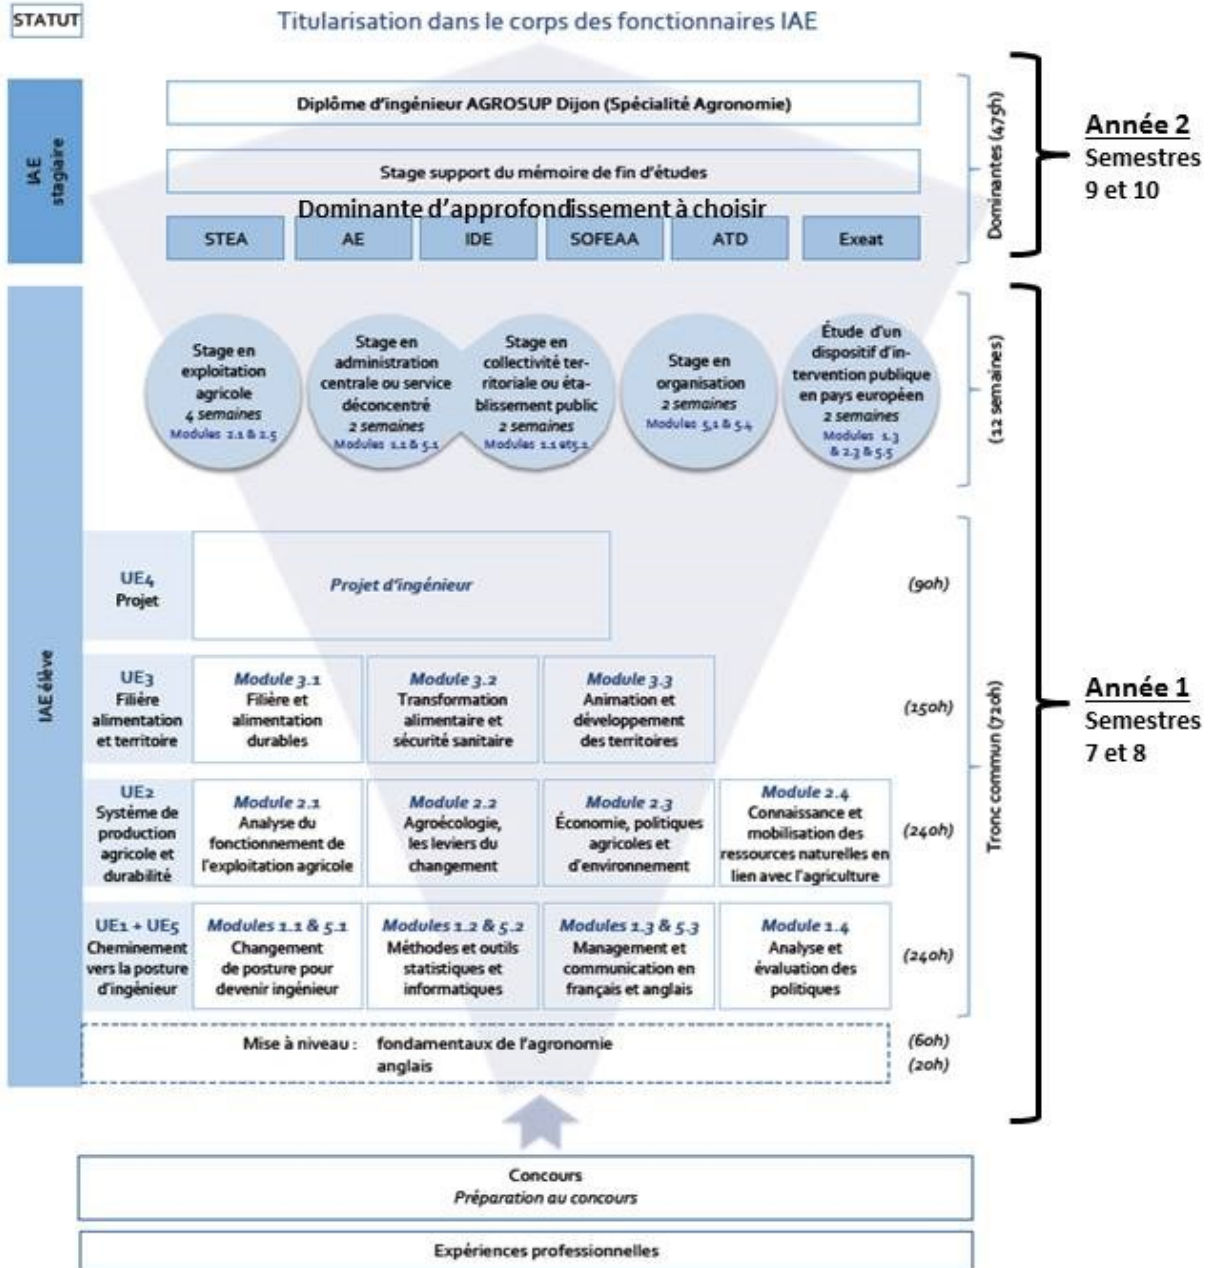 STATUT
Titularisation dans le corps des fonctionnaires IAE
IAE
stagiaire
Diplôme d'ingénieur AGROSUP Dijon (Spécialité Agronomie)
Stage support du mémoire de fin d'études
Dominante d'approfondissement à choisir
STEA
AE
IDE
SOFEAA
ATD
Exeat
Dominantes (475h)
Année 2
Semestres
9 et 10
IAE élève
Stage en
exploitation
agricole
4 semaines
Modules 2.1 & 2.5
Stage en
administration
centrale ou service
déconcentré
2 semaines
Modules 1.1 & 5.1
Stage en
collectivité ter-
ritoriale ou éta-
blissement public
2 semaines
Modules 1.1 et5.1
Stage en
organisation
2 semaines
Modules 5,1 & 5.4
Étude d'un
dispositif d'in-
tervention publique
en pays européen
2 semaines
Modules 1.3
& 2.3 & 5.5
(12 semaines)
UE4
Projet
Projet d'ingénieur
(90h)
UE3
Filière
alimentation
et territoire
Module 3.1
Filière et
alimentation
durables
Module 3.2
Transformation
alimentaire et
sécurité sanitaire
Module 3.3
Animation et
développement
des territoires
(150h)
UE2
Système de
production
agricole et
durabilité
Module 2.1
Analyse du
fonctionnement de
l'exploitation agricole
Module 2.2
Agroécologie,
les leviers du
changement
Module 2.3
Économie, politiques
agricoles et
d'environnement
Module 2.4
Connaissance et
mobilisation des
ressources naturelles en
lien avec l'agriculture
(240h)
UE1 + UE5
Cheminement
vers la posture
d'ingénieur
Modules 1.1 & 5.1
Changement
de posture pour
devenir ingénieur
Modules 1.2 & 5.2
Méthodes et outils
statistiques et
informatiques
Modules 1.3 & 5.3
Management et
communication en
français et anglais
Module 1.4
Analyse et
évaluation des
politiques
(240h)
Tronc commun (720h)
Année 1
Semestres
7 et 8
Mise à niveau : fondamentaux de l'agronomie
anglais
(60h)
(20h)
Concours
Préparation au concours
Expériences professionnelles